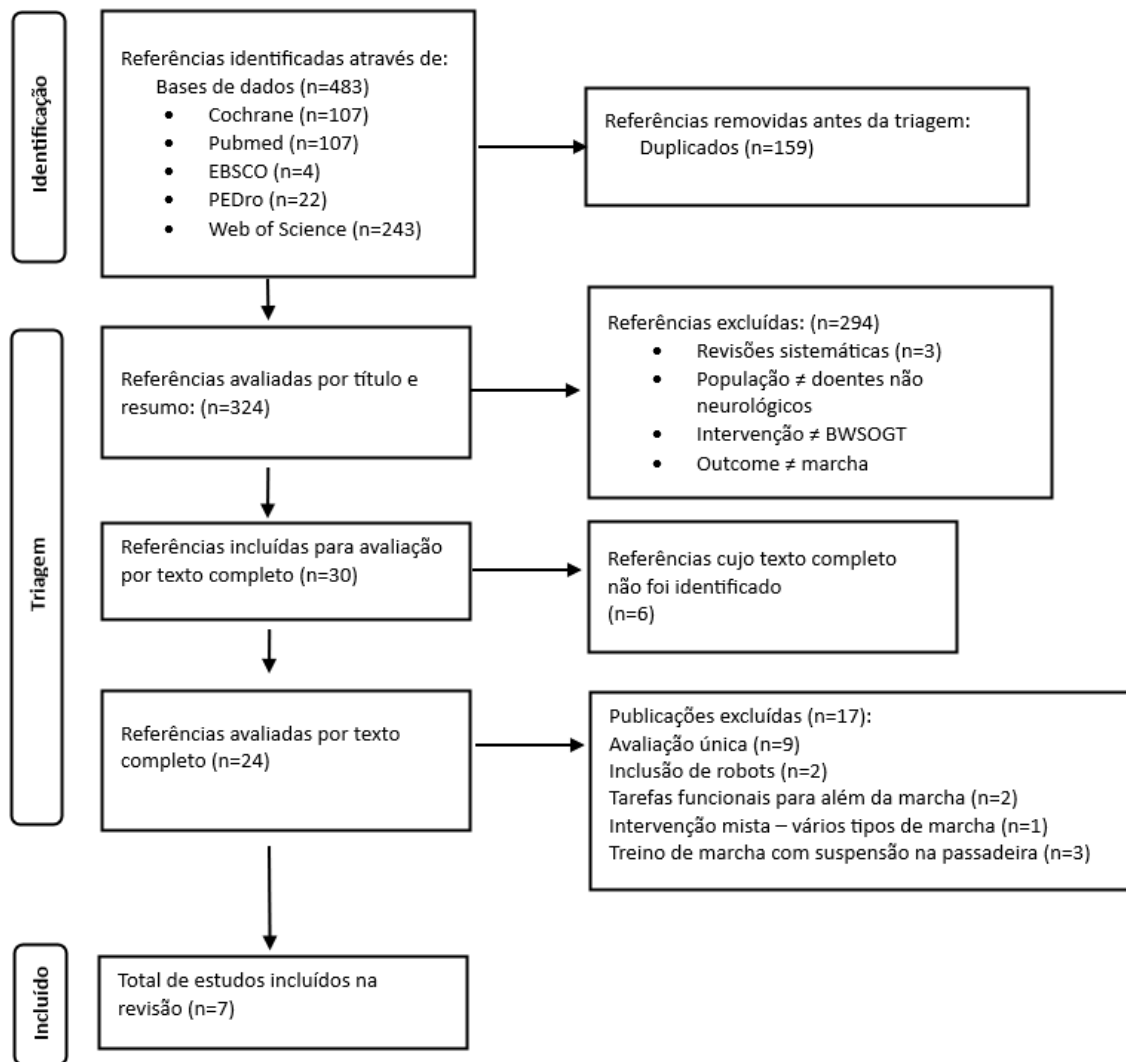 Identificação
Referências identificadas através de:
Bases de dados (n=483)
• Cochrane (n=107)
• Pubmed (n=107)
• EBSCO (n=4)
• PEDro (n=22)
• Web of Science (n=243)
Referências removidas antes da triagem:
Duplicados (n=159)
Triagem
Referências avaliadas por título e
resumo: (n=324)
Referências excluídas: (n=294)
• Revisões sistemáticas (n=3)
• População ≠ doentes não
neurológicos
• Intervenção ≠ BWSOGT
• Outcome ≠ marcha
Referências incluídas para avaliação
por texto completo (n=30)
Referências cujo texto completo
não foi identificado
(n=6)
Referências avaliadas por texto
completo (n=24)
Publicações excluídas (n=17):
Avaliação única (n=9)
Inclusão de robots (n=2)
Tarefas funcionais para além da marcha (n=2)
Intervenção mista – vários tipos de marcha (n=1)
Treino de marcha com suspensão na passadeira (n=3)
Incluído
Total de estudos incluídos na
revisão (n=7)